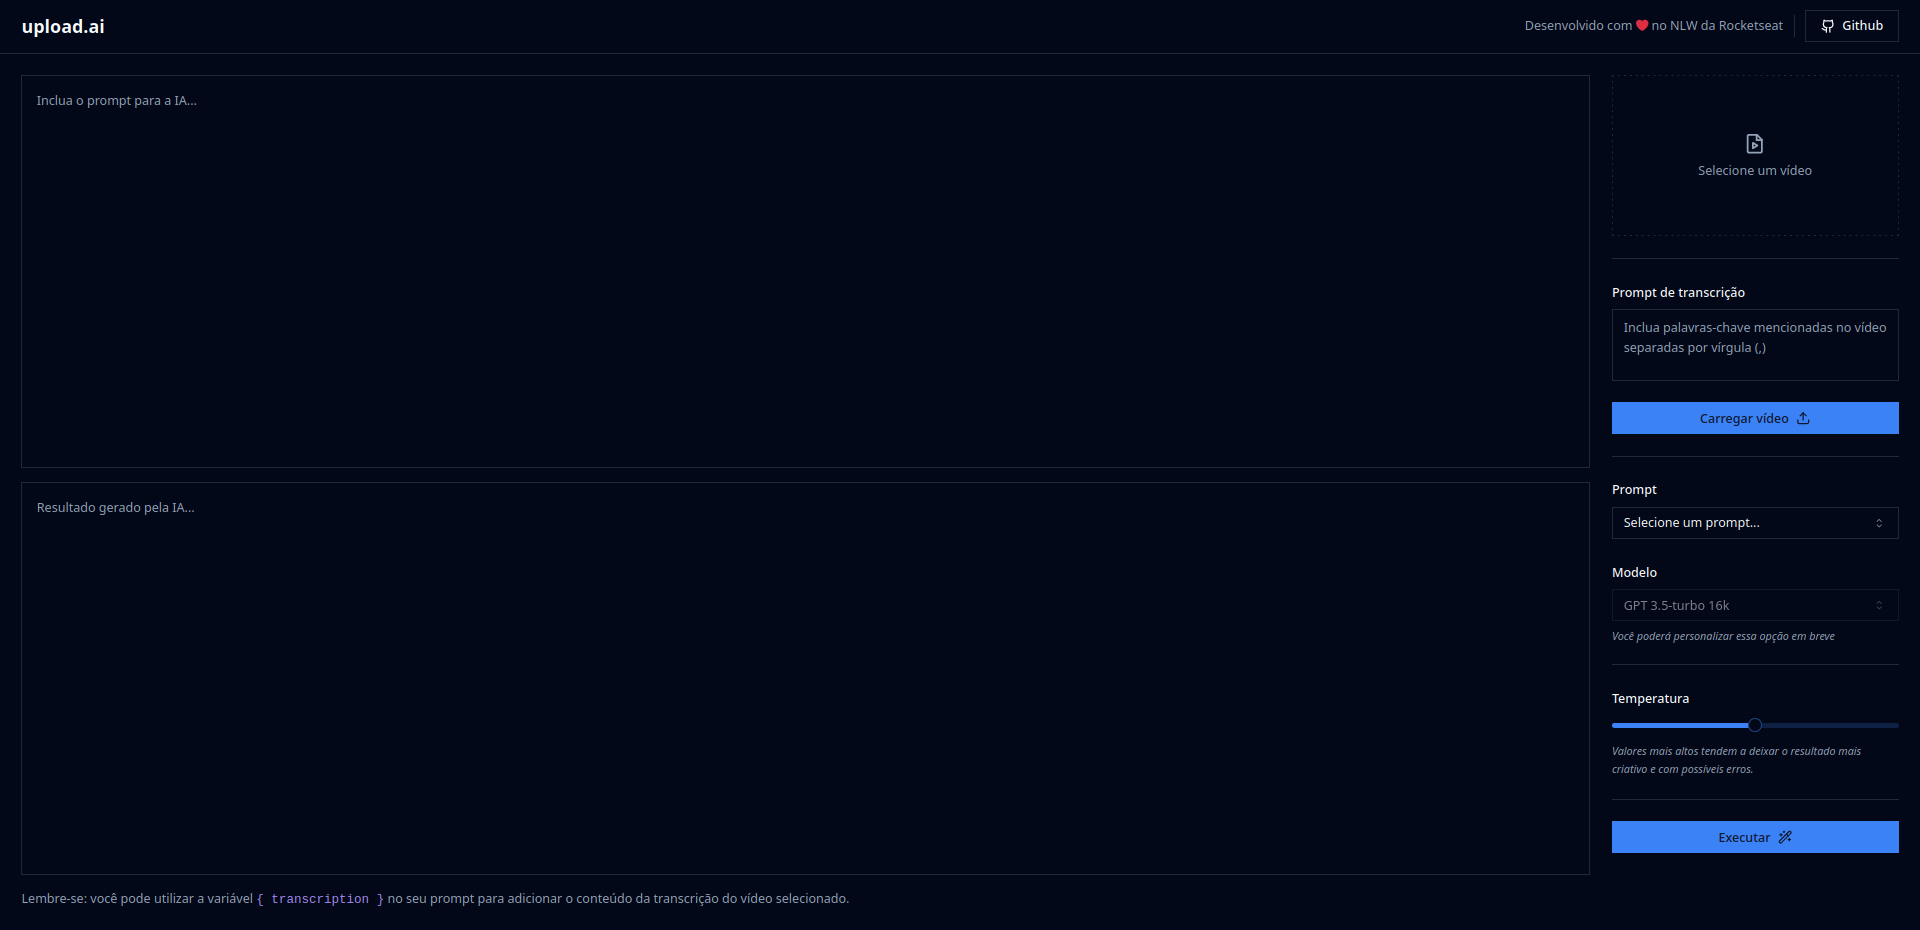 upload.ai
Desenvolvido com ❤️ no NLW da Rocketseat
Github
Inclua o prompt para a IA...
Resultado gerado pela IA...
Lembre-se: você pode utilizar a variável { transcription } no seu prompt para adicionar o conteúdo da transcrição do vídeo selecionado.
Selecione um vídeo
Prompt de transcrição
Inclua palavras-chave mencionadas no vídeo
separadas por vírgula (,)
Carregar vídeo
Prompt
Selecione um prompt...
Modelo
GPT 3.5-turbo 16k
Você poderá personalizar essa opção em breve
Temperatura
Valores mais altos tendem a deixar o resultado mais
criativo e com possíveis erros.
Executar